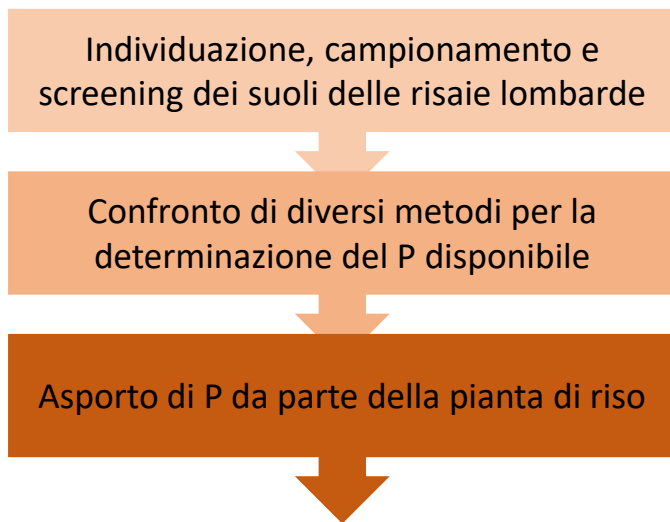 Individuazione, campionamento e
screening dei suoli delle risaie lombarde
Confronto di diversi metodi per la
determinazione del P disponibile
Asporto di P da parte della pianta di riso